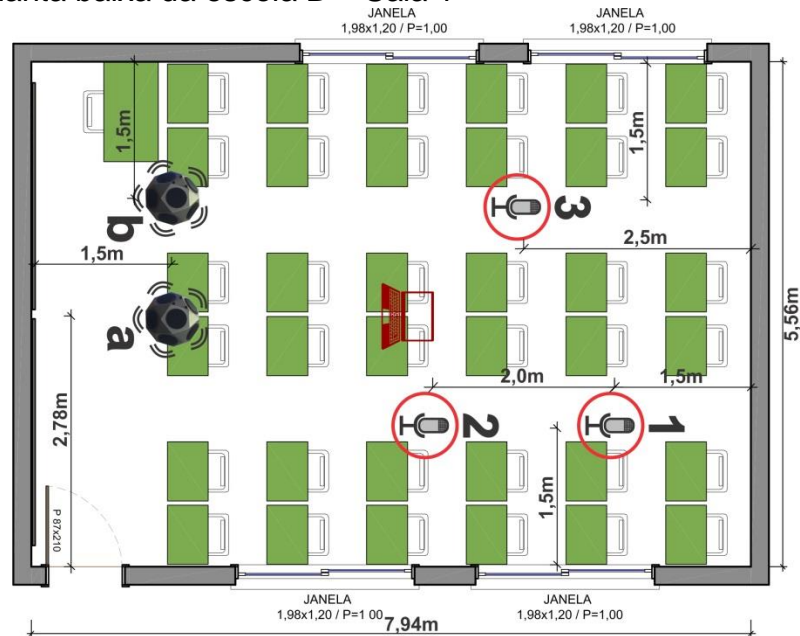 JANELA
1,98x1,20 / P=1,00
JANELA
1,98x1,20 / P=1,00
1,5m
1,5m
b
3
2,5m
1,5m
a
5,56m
2,0m
1,5m
2,78m
2
1
1,5m
P 87x210
JANELA
1,98x1,20 / P=1 00
JANELA
1,98x1,20 / P=1,00
7,94m